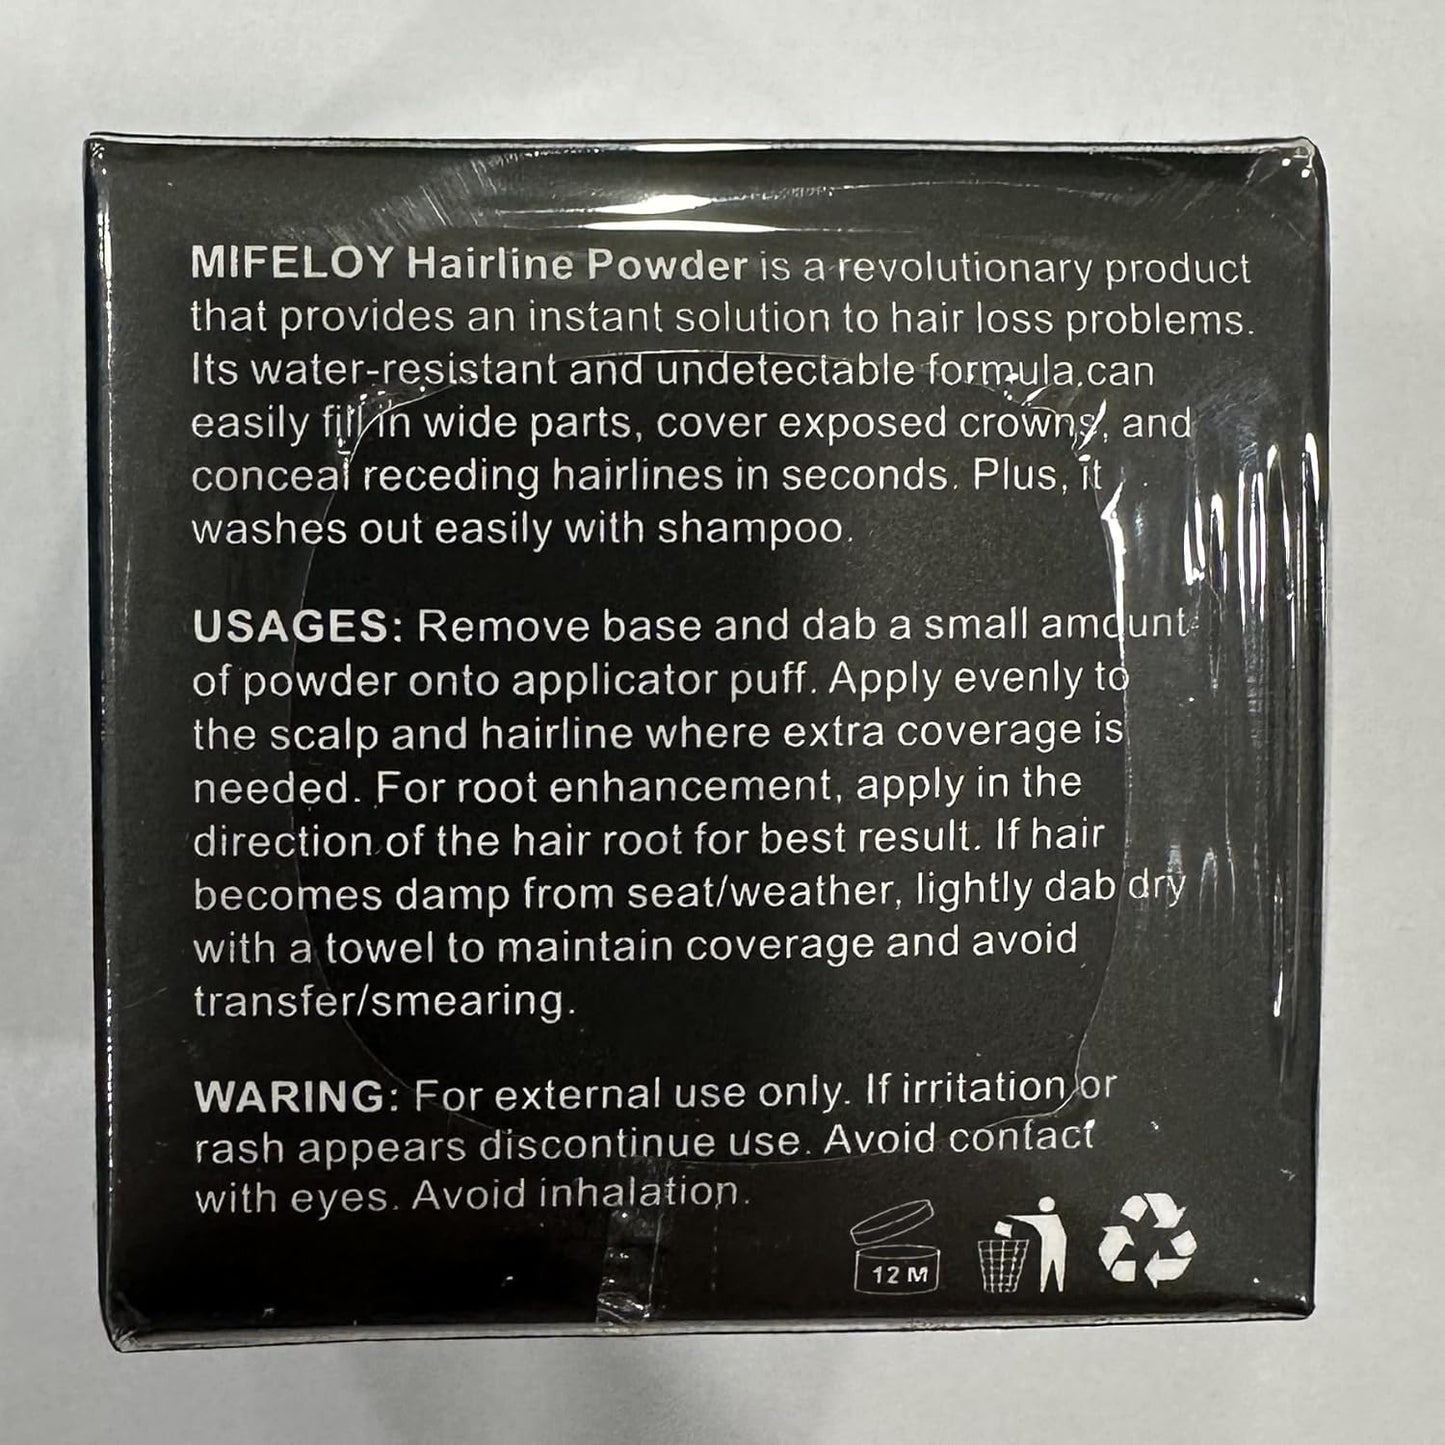 MIFELOY Hairline Powder is a revolutionary product
that provides an instant solution to hair loss problems.
Its water-resistant and undetectable formula can
easily fill in wide parts, cover exposed crowns, and
conceal receding hairlines in seconds. Plus, it
washes out easily with shampoo.
USAGES: Remove base and dab a small amount
of powder onto applicator puff. Apply evenly to
the scalp and hairline where extra coverage is
needed. For root enhancement, apply in the
direction of the hair root for best result. If hair
becomes damp from seat/weather, lightly dab dry
with a towel to maintain coverage and avoid
transfer/smearing.
WARING: For external use only. If irritation or
rash appears discontinue use. Avoid contact
with eyes. Avoid inhalation.
12 M